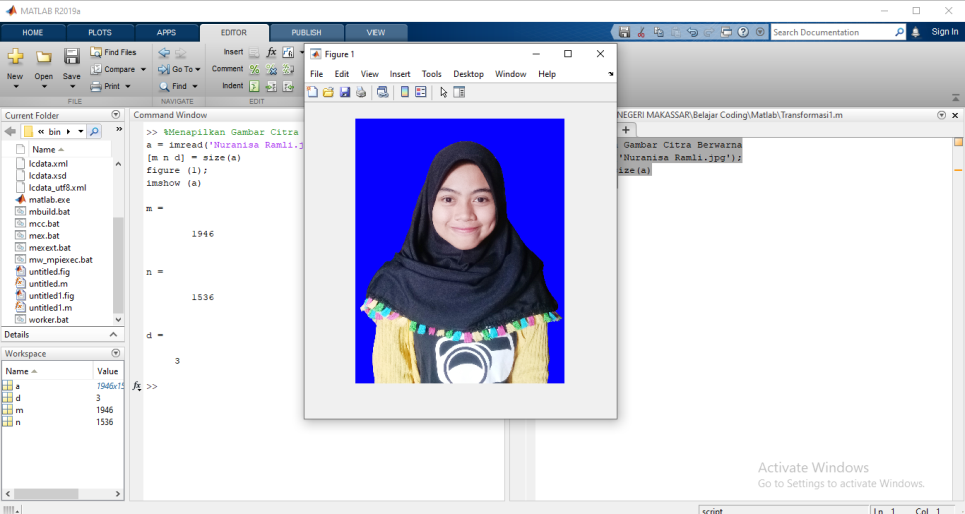 MATLAB R2019a
HOME PLOTS APPS EDITOR PUBLISH VIEW
Search Documentation
Sign In
New Open Save
Find Files
Compare
Print
Go To
Find
Insert
Comment
Indent
FILE NAVIGATE EDIT
Current Folder
« bin
Name
lcdata.xml
lcdata.xsd
lcdata_utf8.xml
matlab.exe
mbuild.bat
mcc.bat
mex.bat
mexext.bat
mw_mpiexec.bat
untitled.fig
untitled.m
untitled1.fig
untitled1.m
worker.bat
Details
Workspace
Name Value
a 1946x15
d 3
m 1946
n 1536
Command Window
>> %Menapilkan Gambar Citra
a = imread('Nuranisa Ramli.j
[m n d] = size(a)
figure (1);
imshow (a)
m =
1946
n =
1536
d =
3
fx >>
Figure 1
File Edit View Insert Tools Desktop Window Help
NEGERI MAKASSAR\Belajar Coding\Matlab\Transformasi1.m
Gambar Citra Berwarna
'Nuranisa Ramli.jpg');
ize(a)
Activate Windows
Go to Settings to activate Windows.
script Ln 1 Col 1